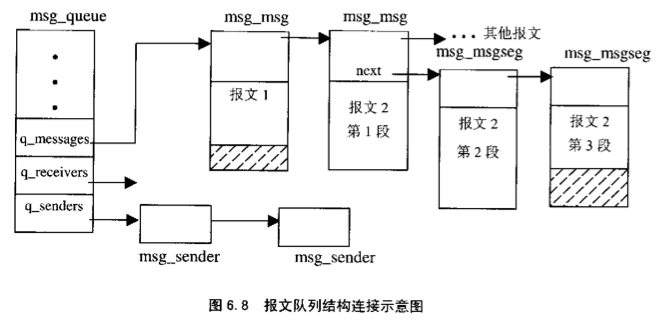 msg_queue
msg_msg
msg_msg
其他报文
msg_msgseg
msg_msgseg
next
报文 1
报文 2
第 1 段
报文 2
第 2 段
报文 2
第 3 段
q_messages
q_receivers
q_senders
msg_sender
msg_sender
图 6.8 报文队列结构连接示意图